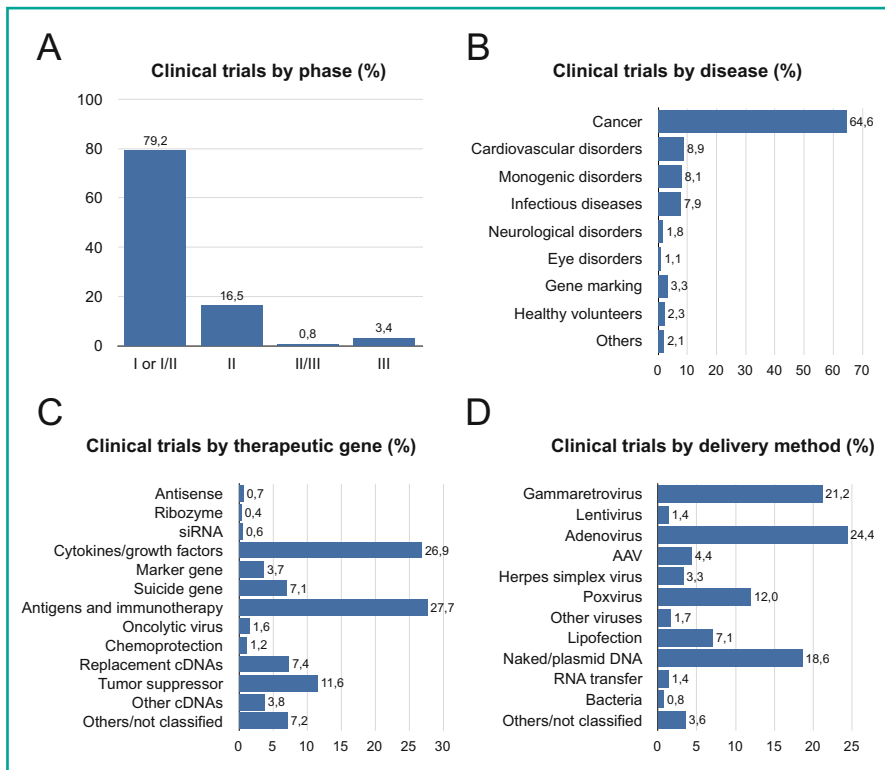 A
Clinical trials by phase (%)
100
80
60
40
20
0
79,2
16,5
0,8
3,4
I or I/II II II/III III
B
Clinical trials by disease (%)
Cancer 64,6
Cardiovascular disorders 8,9
Monogenic disorders 8,1
Infectious diseases 7,9
Neurological disorders 1,8
Eye disorders 1,1
Gene marking 3,3
Healthy volunteers 2,3
Others 2,1
0 10 20 30 40 50 60 70
C
Clinical trials by therapeutic gene (%)
Antisense 0,7
Ribozyme 0,4
siRNA 0,6
Cytokines/growth factors 26,9
Marker gene 3,7
Suicide gene 7,1
Antigens and immunotherapy 27,7
Oncolytic virus 1,6
Chemoprotection 1,2
Replacement cDNAs 7,4
Tumor suppressor 11,6
Other cDNAs 3,8
Others/not classified 7,2
0 5 10 15 20 25 30
D
Clinical trials by delivery method (%)
Gammaretrovirus 21,2
Lentivirus 1,4
Adenovirus 24,4
AAV 4,4
Herpes simplex virus 3,3
Poxvirus 12,0
Other viruses 1,7
Lipofection 7,1
Naked/plasmid DNA 18,6
RNA transfer 1,4
Bacteria 0,8
Others/not classified 3,6
0 5 10 15 20 25